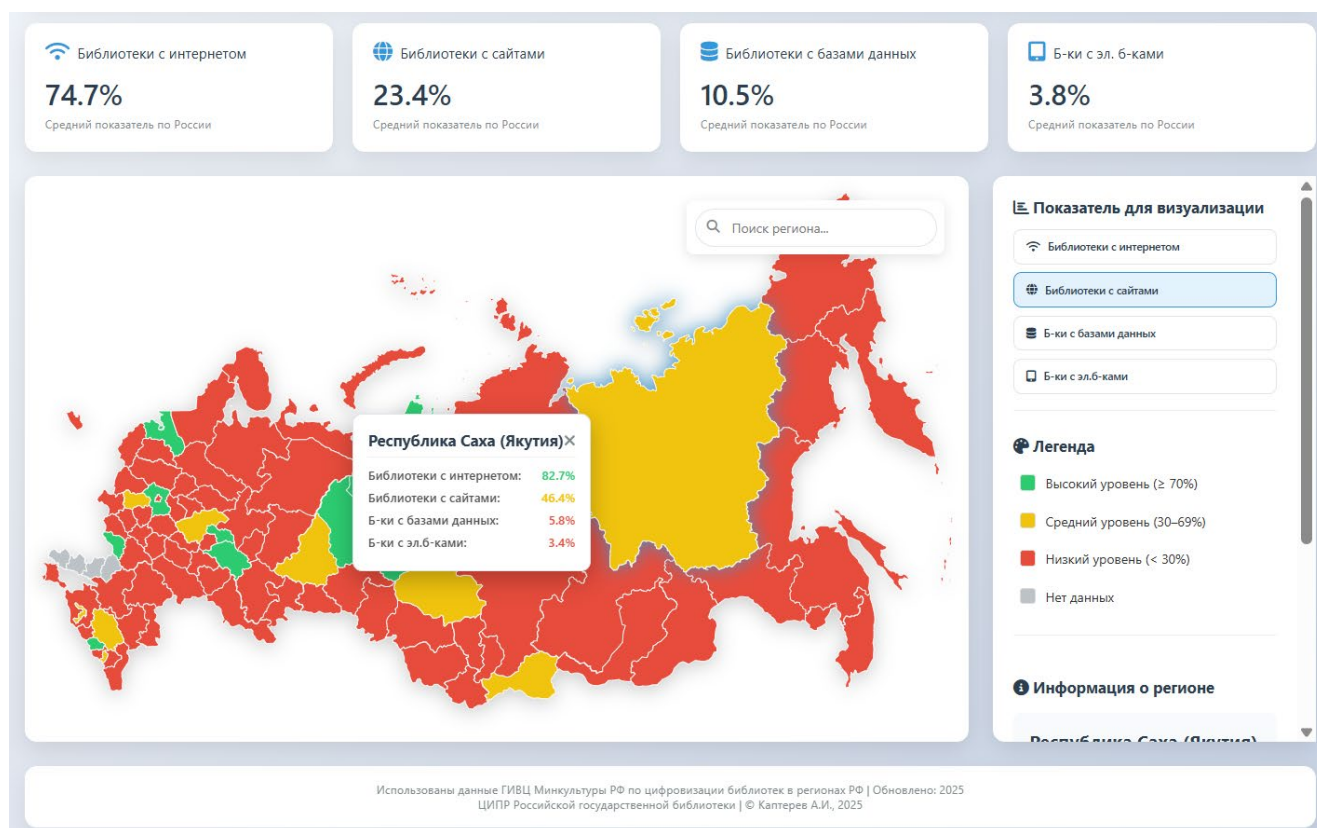 Библиотеки с интернетом
74.7%
Средний показатель по России
Библиотеки с сайтами
23.4%
Средний показатель по России
Библиотеки с базами данных
10.5%
Средний показатель по России
Б-ки с эл. б-ками
3.8%
Средний показатель по России
Поиск региона...
Республика Саха (Якутия)×
Библиотеки с интернетом: 82.7%
Библиотеки с сайтами: 46.4%
Б-ки с базами данных: 5.8%
Б-ки с эл.б-ками: 3.4%
Показатель для визуализации
Библиотеки с интернетом
Библиотеки с сайтами
Б-ки с базами данных
Б-ки с эл.б-ками
Легенда
Высокий уровень (≥ 70%)
Средний уровень (30–69%)
Низкий уровень (< 30%)
Нет данных
Информация о регионе
Республика Саха (Якутия)
Использованы данные ГИВЦ Минкультуры РФ по цифровизации библиотек в регионах РФ | Обновлено: 2025
ЦИПР Российской государственной библиотеки | © Каптерев А.И., 2025